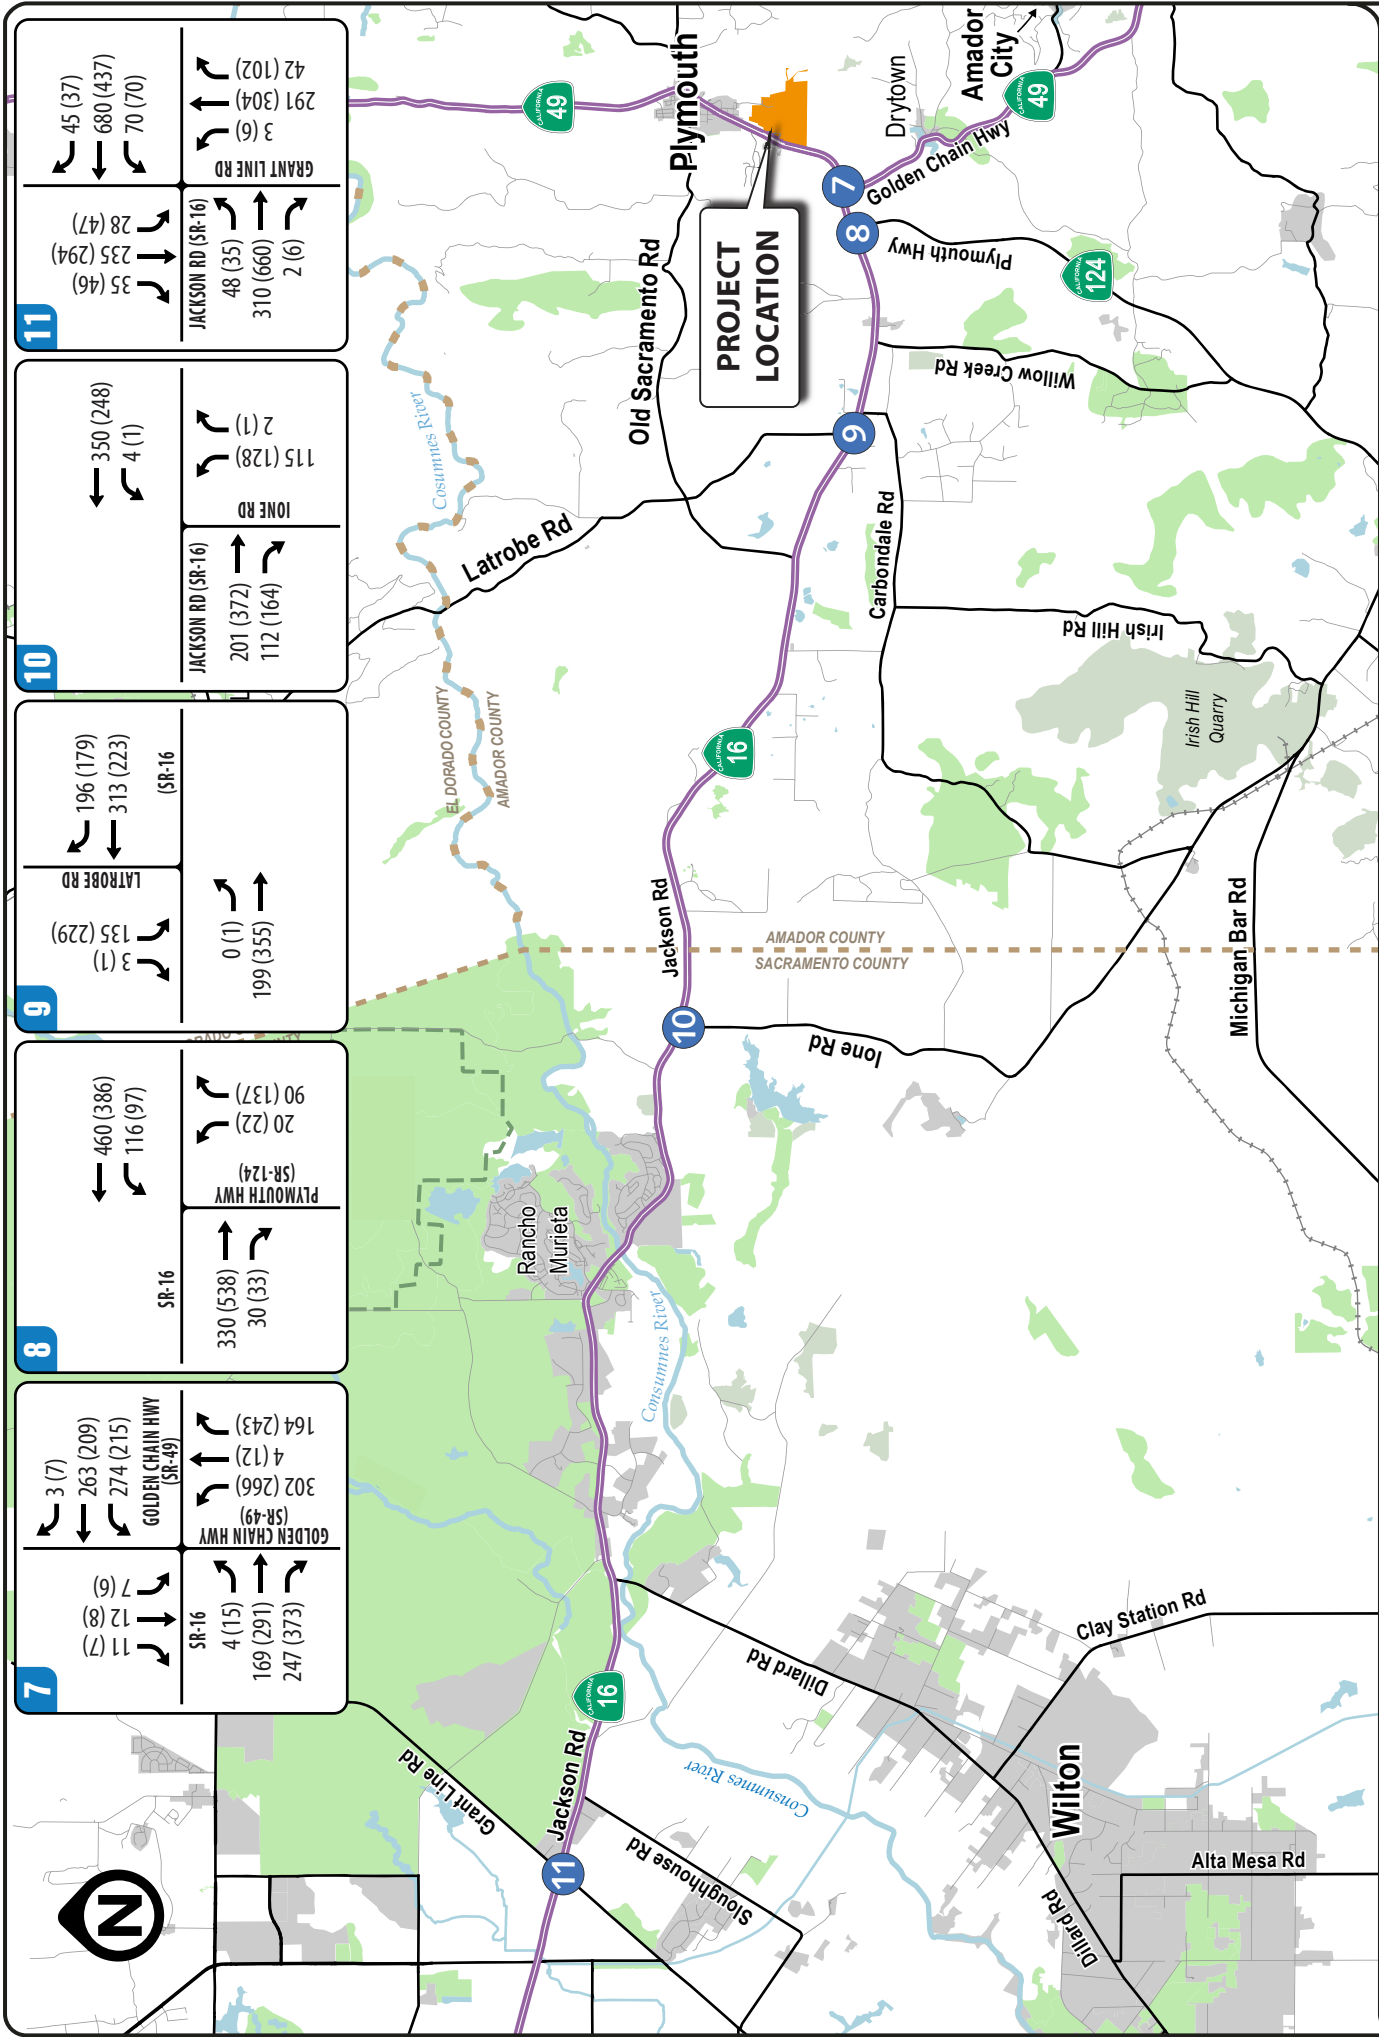 7
11 (7)
12 (8)
7 (6)
3 (7)
263 (209)
274 (215)
GOLDEN CHAIN HWY
(SR-49)
SR-16
4 (15)
169 (291)
247 (373)
GOLDEN CHAIN HWY
(SR-49)
302 (266)
4 (12)
164 (243)
8
460 (386)
116 (97)
SR-16
330 (538)
30 (33)
PLYMOUTH HWY
(SR-124)
20 (22)
90 (137)
9
3 (1)
135 (229)
LATROBE RD
196 (179)
313 (223)
(SR-16
0 (1)
199 (355)
10
350 (248)
4 (1)
JACKSON RD (SR-16)
201 (372)
112 (164)
IONE RD
115 (128)
2 (1)
11
35 (46)
235 (294)
28 (47)
45 (37)
680 (437)
70 (70)
JACKSON RD (SR-16)
48 (35)
310 (660)
2 (6)
GRANT LINE RD
3 (6)
291 (304)
42 (102)
N
Grant Line Rd
Jackson Rd
11
CALIFORNIA
16
Sloughhouse Rd
Consumnes River
Dillard Rd
Dillard Rd
Wilton
Alta Mesa Rd
Clay Station Rd
Consumnes River
Rancho
Murieta
10
Jackson Rd
Ione Rd
EL DORADO COUNTY
AMADOR COUNTY
AMADOR COUNTY
SACRAMENTO COUNTY
Michigan Bar Rd
CALIFORNIA
16
Irish Hill
Quarry
Irish Hill Rd
Carbondale Rd
Latrobe Rd
Cosumnes River
Old Sacramento Rd
9
Willow Creek Rd
PROJECT
LOCATION
8
7
Plymouth Hwy
CALIFORNIA
124
Golden Chain Hwy
Plymouth
CALIFORNIA
49
Drytown
Amador
City
CALIFORNIA
49